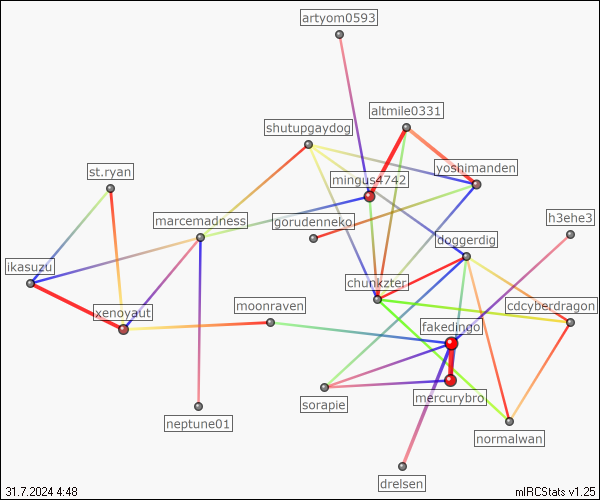 artyom0593
altmile0331
shutupgaydog
st.ryan
yoshimanden
mingus4742
marcemadness
gorudenneko
h3ehe3
doggerdig
ikasuzu
chunkzter
xenoyaut
moonraven
cdcyberdragon
fakedingo
mercurybro
sorapie
neptune01
normalwan
drelsen
31.7.2024 4:48
mIRCStats v1.25